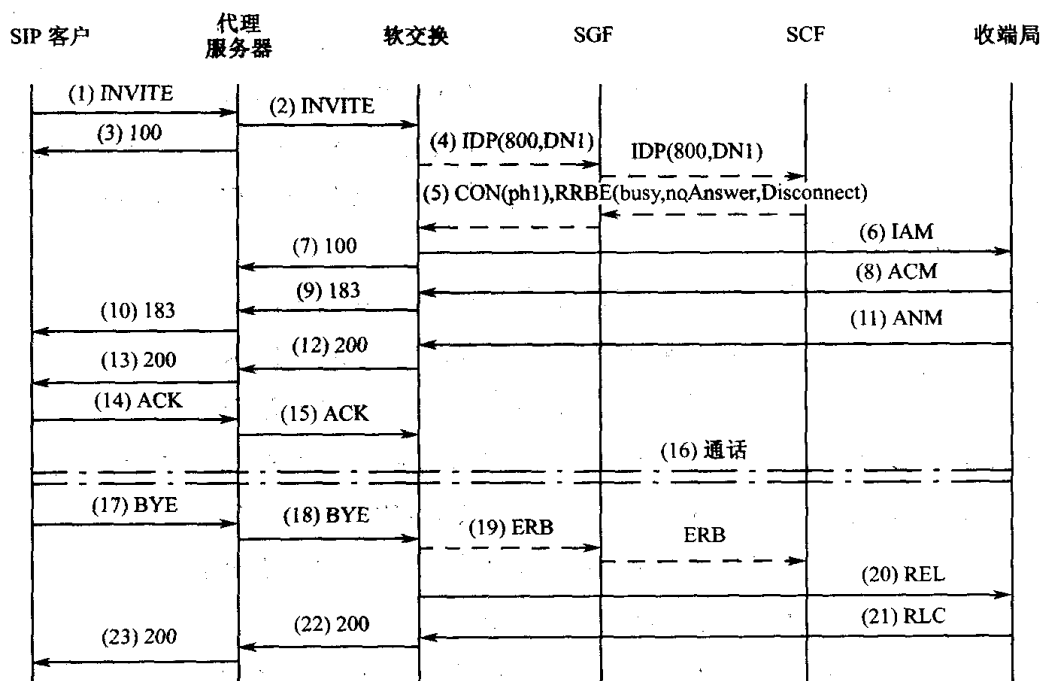 SIP 客户
代理
服务器
软交换
SGF
SCF
收端局
(1) INVITE
(2) INVITE
(3) 100
(4) IDP(800,DN1)
IDP(800,DN1)
(5) CON(ph1),RRBE(busy,noAnswer,Disconnect)
(6) IAM
(7) 100
(8) ACM
(9) 183
(10) 183
(11) ANM
(12) 200
(13) 200
(14) ACK
(15) ACK
(16) 通话
(17) BYE
(18) BYE
(19) ERB
ERB
(20) REL
(21) RLC
(22) 200
(23) 200